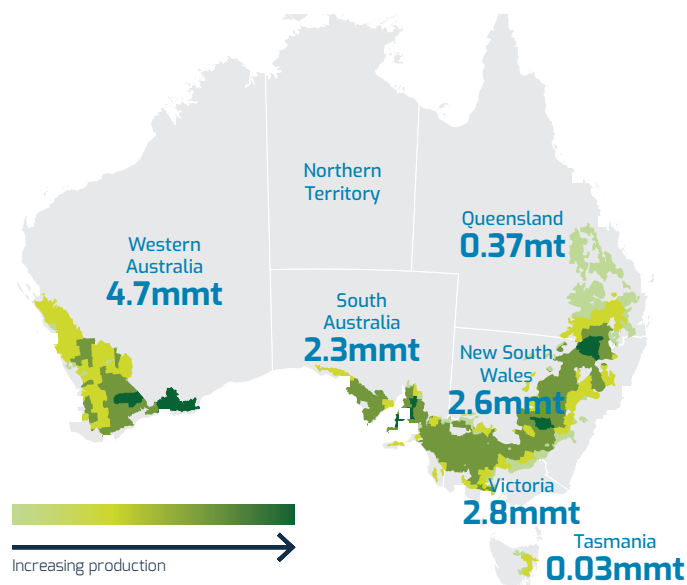 Northern
Territory
Queensland
0.37mt
Western
Australia
4.7mmt
South
Australia
2.3mmt
New South
Wales
2.6mmt
Victoria
2.8mmt
Tasmania
0.03mmt
Increasing production